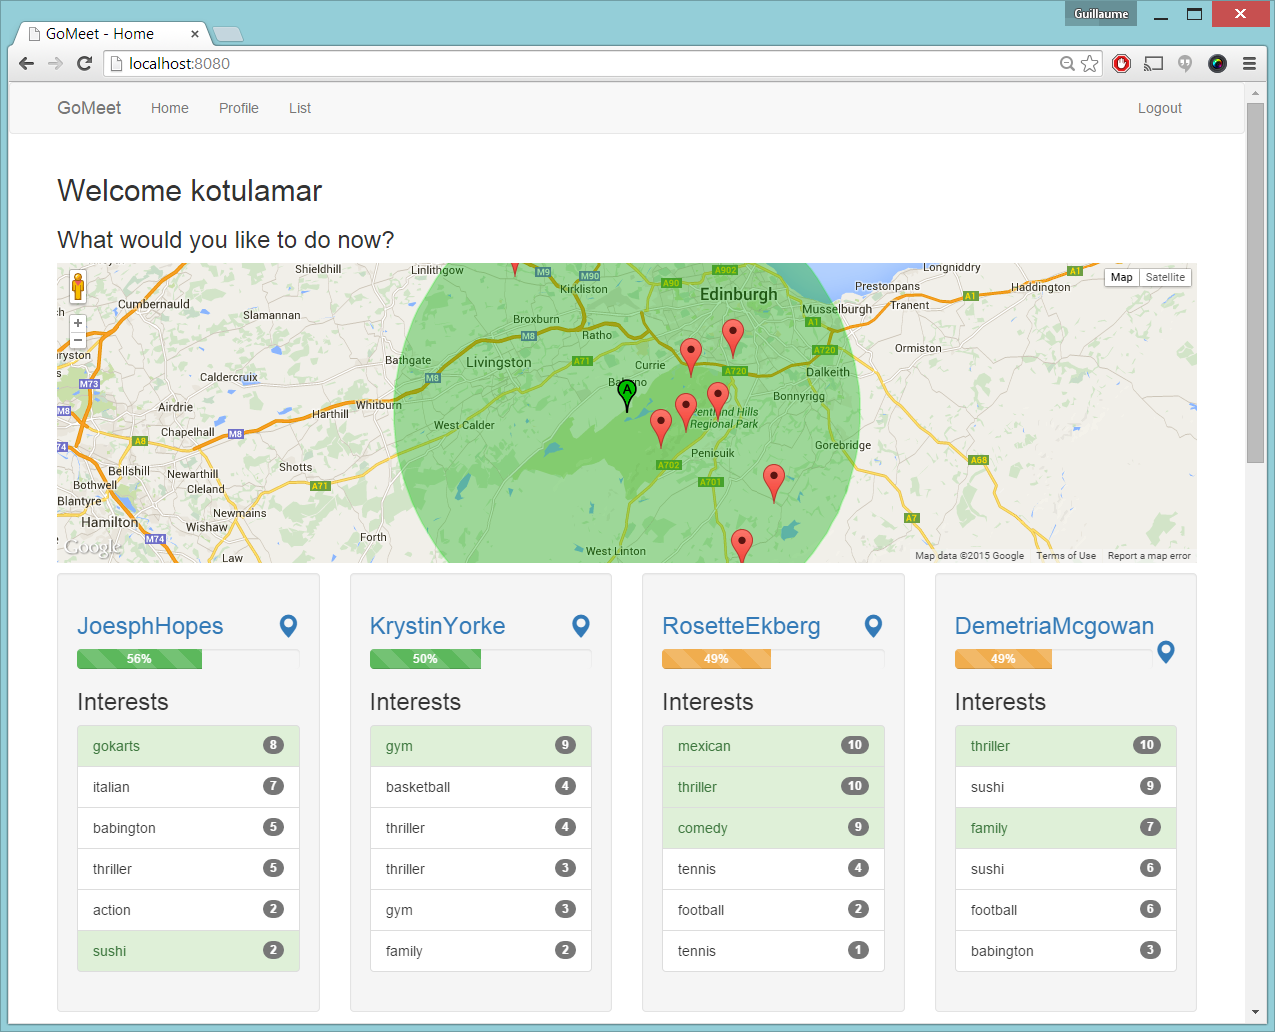 Guillaume
GoMeet - Home
localhost:8080
GoMeet Home Profile List Logout
Welcome kotulamar
What would you like to do now?
Shieldhill
Linlithgow
M9
M90
A902
Longniddry
A1
Map Satellite
Kirkliston
A90
Edinburgh
Prestonpans
Haddington
Cumbernauld
Slamannan
Broxburn
Musselburgh
Tranent
A1
A1
Ratho
M8
A720
Ormiston
Bathgate
Livingston
A71
Currie
A720
Dalkeith
Caldercruix
M8
M73
Airdrie
Harthill
Whitburn
Bonnyrigg
M8
Chapelhall
M8
A8
West Calder
Pentland Hills
Regional Park
Gorebridge
Penicuik
A68
Bellshill
Newarthill
Shotts
A702
A701
Bothwell
Cleland
A71
Blantyre
Newmains
Hamilton
Wishaw
A7
M74
Forth
Google
Law
West Linton
Map data ©2015 Google Terms of Use Report a map error
JoesphHopes
56%
Interests
gokarts 8
italian 7
babington 5
thriller 5
action 2
sushi 2
KrystinYorke
50%
Interests
gym 9
basketball 4
thriller 4
thriller 3
gym 3
family 2
RosetteEkberg
49%
Interests
mexican 10
thriller 10
comedy 9
tennis 4
football 2
tennis 1
DemetriaMcgowan
49%
Interests
thriller 10
sushi 9
family 7
sushi 6
football 6
babington 3